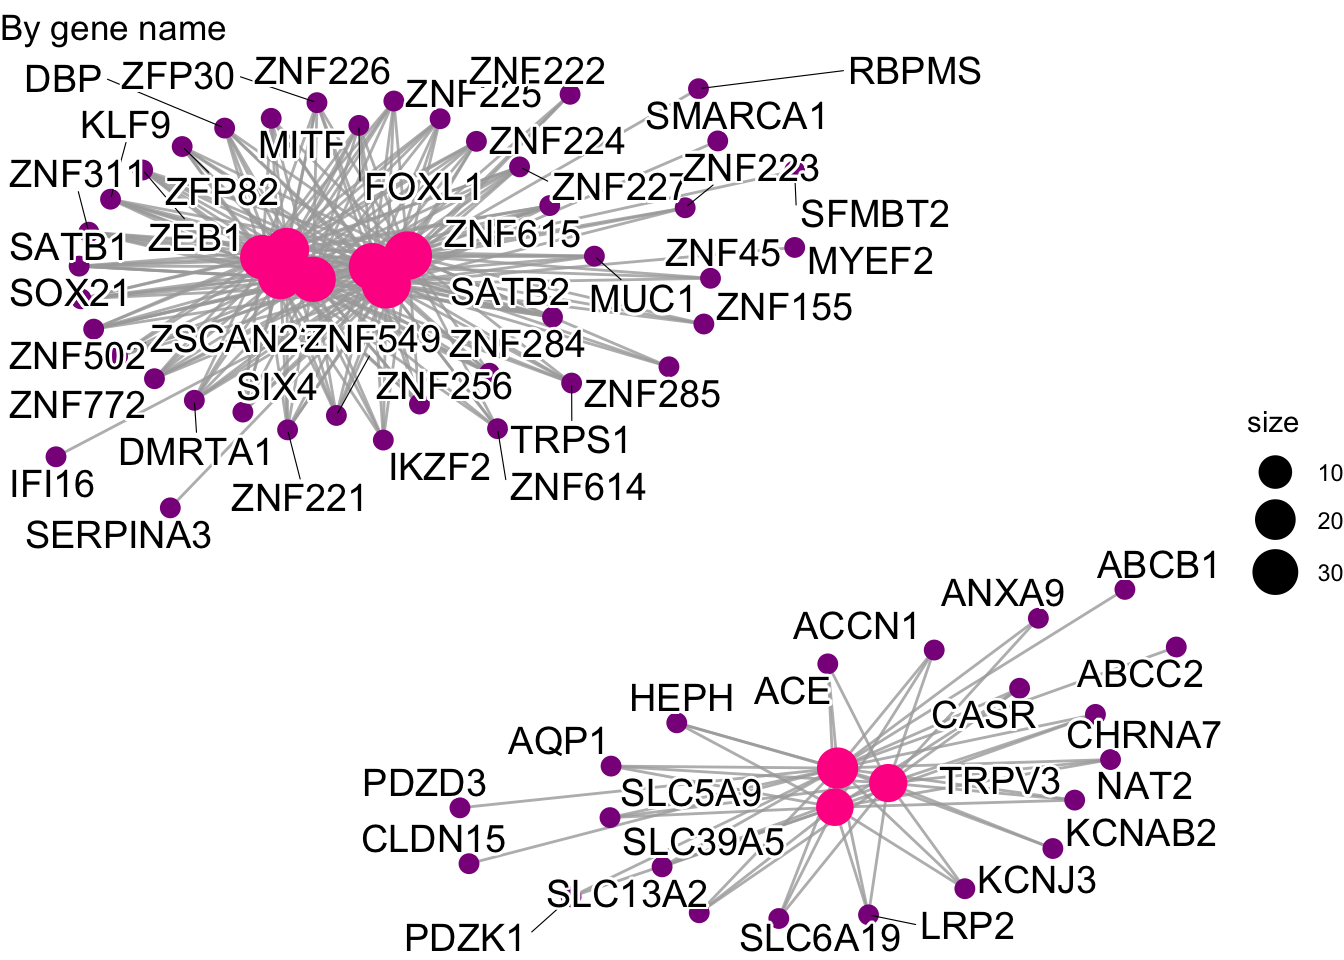 By gene name
DBP
ZFP30
ZNF226
ZNF222
RBPMS
ZNF225
SMARCA1
KLF9
MITF
ZNF224
ZNF311
ZFP82
FOXL1
ZNF227
ZNF223
SFMBT2
SATB1
ZEB1
ZNF615
ZNF45
MYEF2
SOX21
SATB2
MUC1
ZNF155
ZNF502
ZNF549
ZNF284
ZNF772
SIX4
ZNF256
ZNF285
DMRTA1
TRPS1
IFI16
ZNF221
IKZF2
ZNF614
SERPINA3
size
10
20
30
ABCB1
ANXA9
ACCN1
ABCC2
HEPH
ACE
CASR
AQP1
CHRNA7
PDZD3
SLC5A9
TRPV3
NAT2
CLDN15
SLC39A5
KCNAB2
SLC13A2
KCNJ3
PDZK1
SLC6A19
LRP2